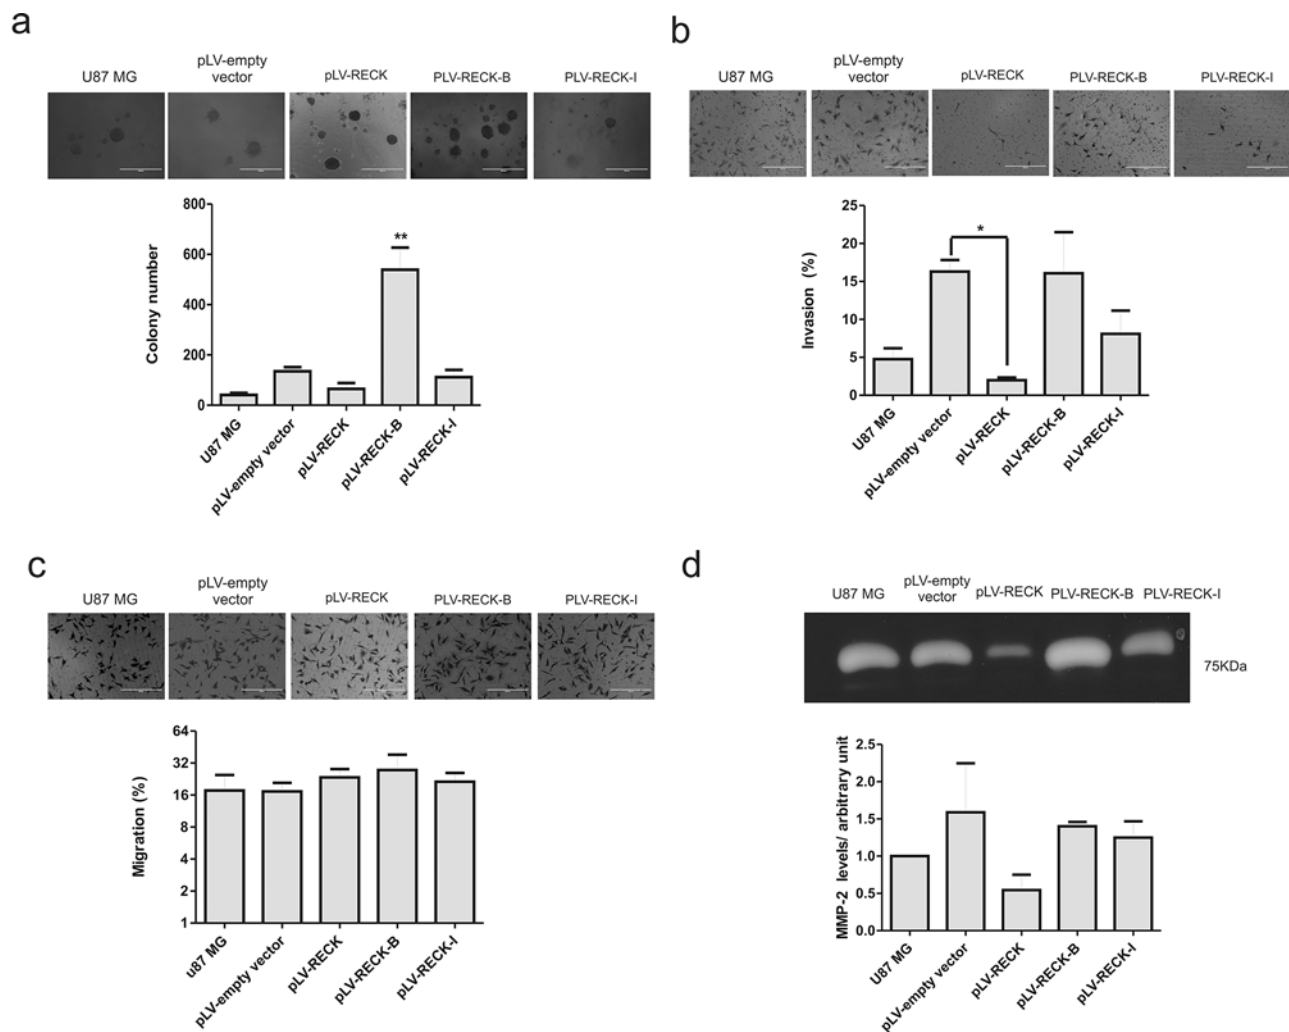 a
U87 MG
pLV-empty
vector
pLV-RECK
PLV-RECK-B
PLV-RECK-I
800
600
400
200
0
Colony number
**
U87 MG
pLV-empty vector
pLV-RECK
pLV-RECK-B
pLV-RECK-I
b
U87 MG
pLV-empty
vector
pLV-RECK
PLV-RECK-B
PLV-RECK-I
25
20
15
10
5
0
Invasion (%)
*
U87 MG
pLV-empty vector
pLV-RECK
pLV-RECK-B
pLV-RECK-I
c
U87 MG
pLV-empty
vector
pLV-RECK
PLV-RECK-B
PLV-RECK-I
64
32
16
8
4
2
1
Migration (%)
u87 MG
pLV-empty vector
pLV-RECK
pLV-RECK-B
pLV-RECK-I
d
U87 MG
pLV-empty
vector
pLV-RECK
PLV-RECK-B
PLV-RECK-I
75KDa
2.5
2.0
1.5
1.0
0.5
0.0
MMP-2 levels/ arbitrary unit
U87 MG
pLV-empty vector
pLV-RECK
pLV-RECK-B
pLV-RECK-I